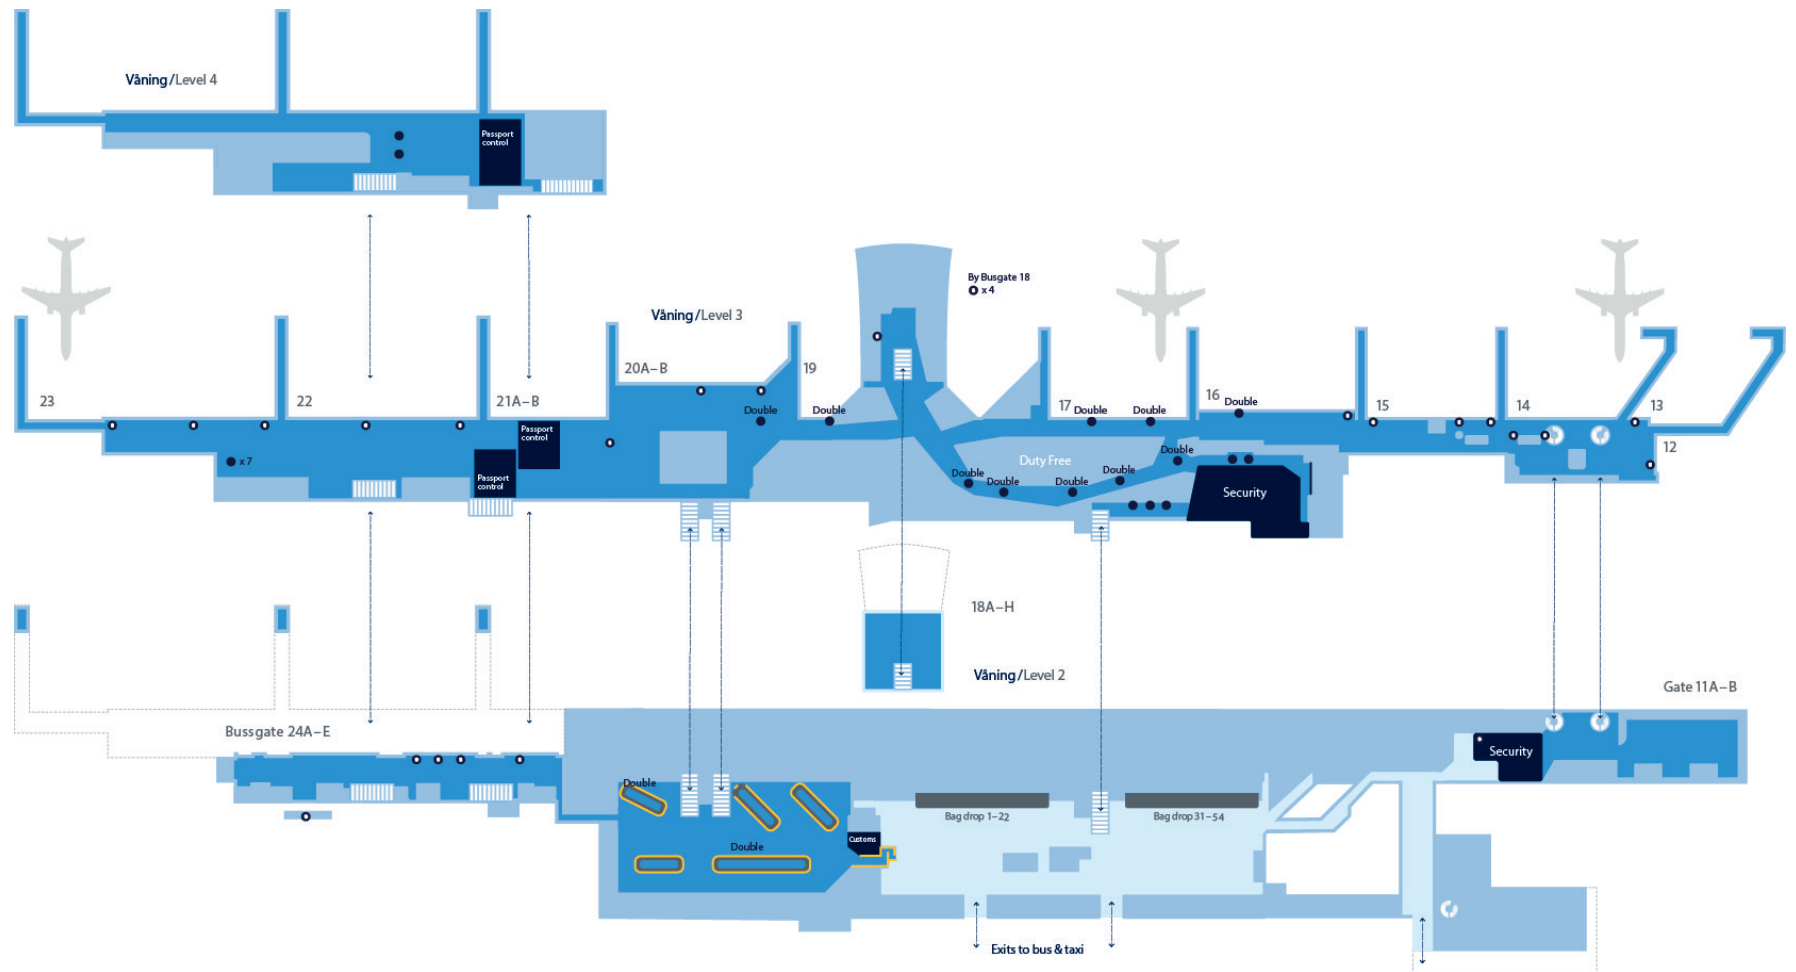 Våning/Level 4
Passport
control
By Busgate 18
x 4
Våning/Level 3
20A–B
19
23
22
21A–B
17
Double
Double
16
Double
15
14
13
12
Double
Double
Passport
control
x 7
Passport
control
Duty Free
Double
Double
Double
Double
Double
Security
18A–H
Våning/Level 2
Gate 11A–B
Bussgate 24A–E
Security
Double
Bag drop 1–22
Bag drop 31–54
Customs
Double
Exits to bus & taxi